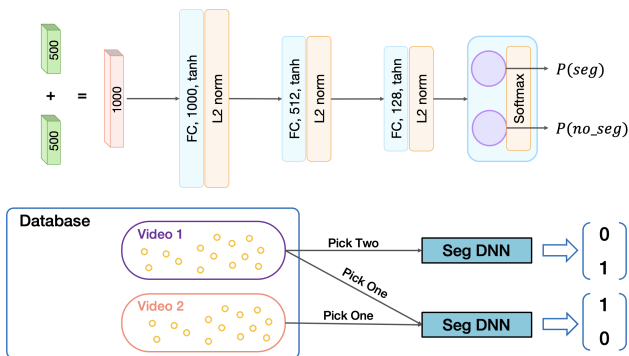 500
+
500
=
1000
FC, 1000, tanh
L2 norm
FC, 512, tanh
L2 norm
FC, 128, tahn
L2 norm
Softmax
P(seg)
P(no_seg)
Database
Video 1
Pick Two
Seg DNN
0
1
Pick One
Video 2
Pick One
Seg DNN
1
0